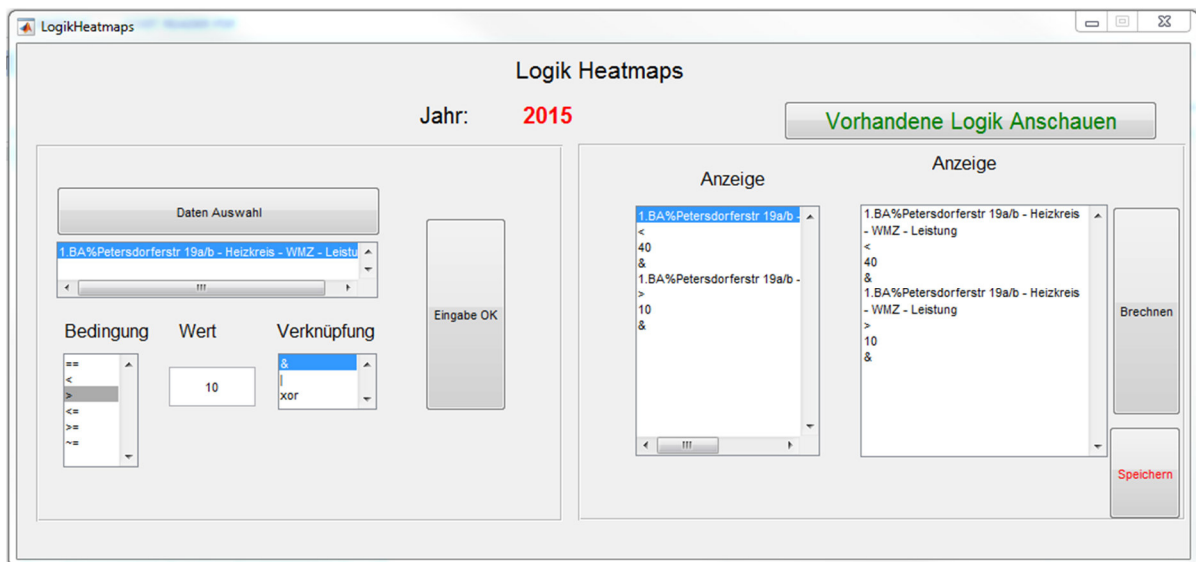 LogikHeatmaps
Logik Heatmaps
Jahr: 2015
Vorhandene Logik Anschauen
Daten Auswahl
1.BA%Petersdorferstr 19a/b - Heizkreis - WMZ - Leistu
Bedingung Wert Verknüpfung
==
<
>
<=
>=
~=
10
&
|
xor
Eingabe OK
Anzeige
1.BA%Petersdorferstr 19a/b -
<
40
&
1.BA%Petersdorferstr 19a/b -
>
10
&
Anzeige
1.BA%Petersdorferstr 19a/b - Heizkreis
- WMZ - Leistung
<
40
&
1.BA%Petersdorferstr 19a/b - Heizkreis
- WMZ - Leistung
>
10
&
Brechnen
Speichern